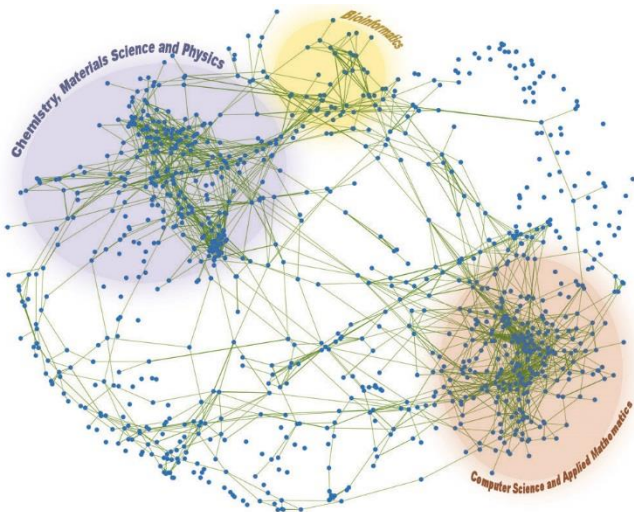 Chemistry, Materials Science and Physics
Bioinformatics
Computer Science and Applied Mathematics